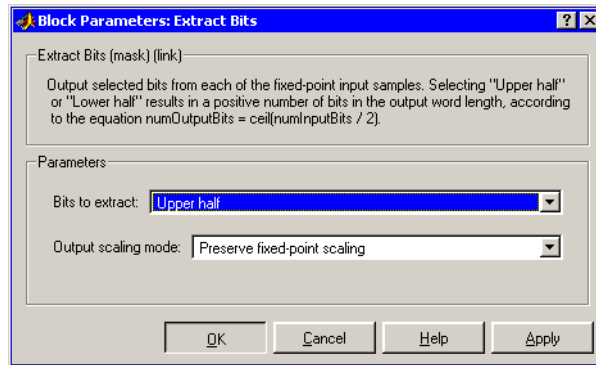 Block Parameters: Extract Bits
Extract Bits (mask) (link)
Output selected bits from each of the fixed-point input samples. Selecting "Upper half"
or "Lower half" results in a positive number of bits in the output word length, according
to the equation numOutputBits = ceil(numInputBits / 2).
Parameters
Bits to extract: Upper half
Output scaling mode: Preserve fixed-point scaling
OK Cancel Help Apply